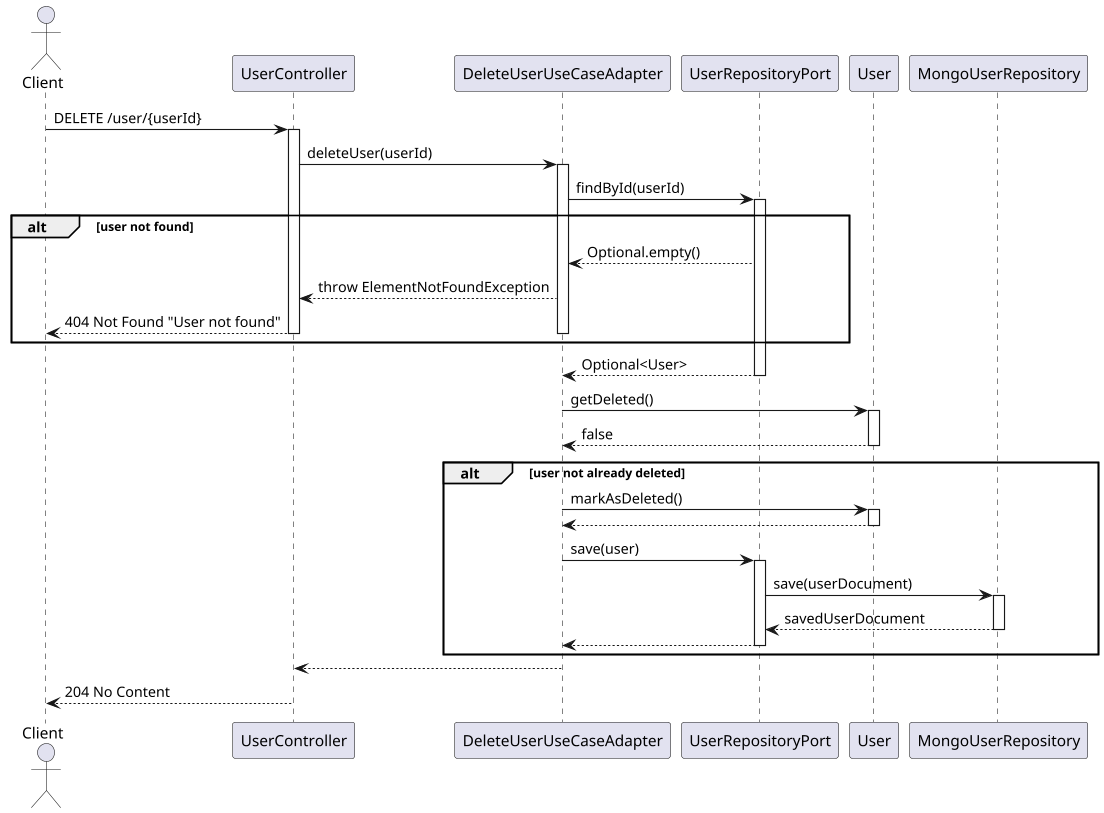 Client
UserController
DeleteUserUseCaseAdapter
UserRepositoryPort
User
MongoUserRepository
DELETE /user/{userId}
deleteUser(userId)
findById(userId)
alt
[user not found]
Optional.empty()
throw ElementNotFoundException
404 Not Found "User not found"
Optional<User>
getDeleted()
false
alt
[user not already deleted]
markAsDeleted()
save(user)
save(userDocument)
savedUserDocument
204 No Content
Client
UserController
DeleteUserUseCaseAdapter
UserRepositoryPort
User
MongoUserRepository